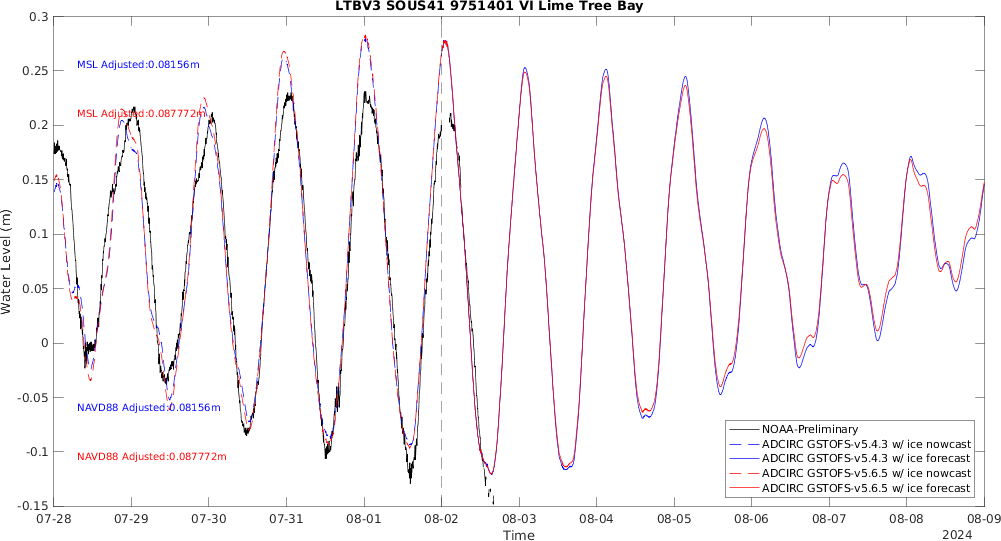 LTBV3 SOUS41 9751401 VI Lime Tree Bay
0.3
0.25
0.2
0.15
0.1
0.05
0
-0.05
-0.1
-0.15
Water Level (m)
MSL Adjusted:0.08156m
MSL Adjusted:0.087772m
NAVD88 Adjusted:0.08156m
NAVD88 Adjusted:0.087772m
NOAA-Preliminary
ADCIRC GSTOFS-v5.4.3 w/ ice nowcast
ADCIRC GSTOFS-v5.4.3 w/ ice forecast
ADCIRC GSTOFS-v5.6.5 w/ ice nowcast
ADCIRC GSTOFS-v5.6.5 w/ ice forecast
07-28 07-29 07-30 07-31 08-01 08-02 08-03 08-04 08-05 08-06 08-07 08-08 08-09
Time
2024